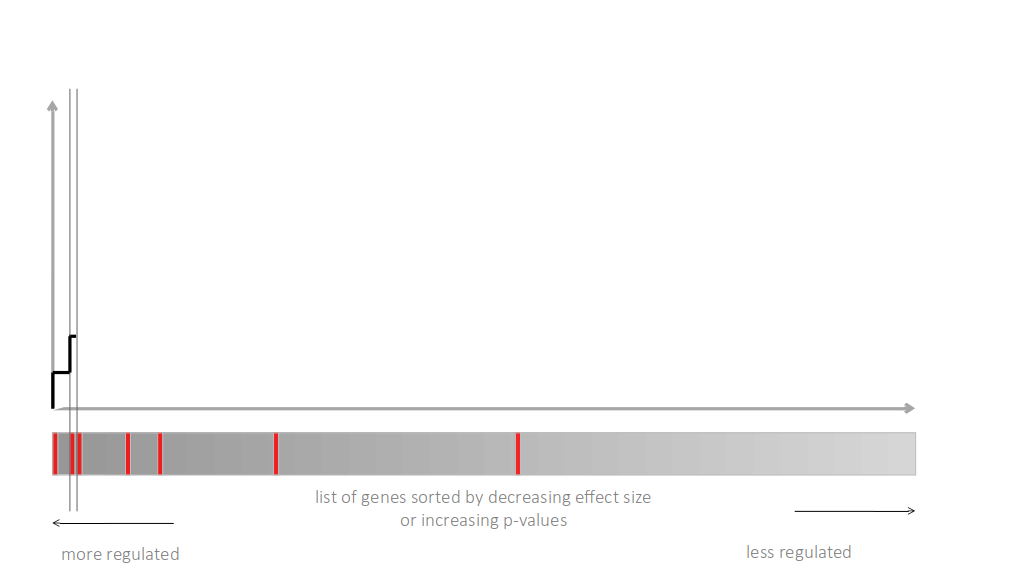 list of genes sorted by decreasing effect size
or increasing p-values
more regulated
less regulated